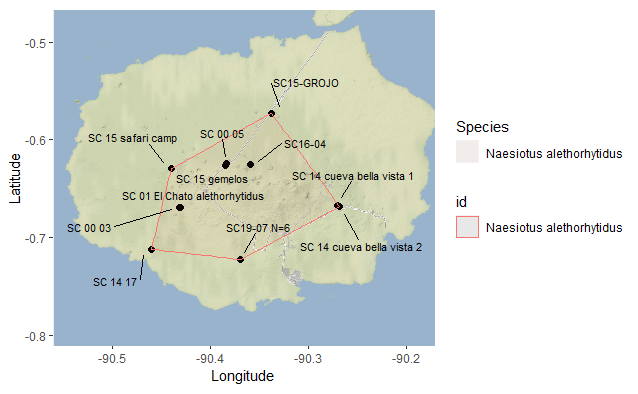 -0.5
SC15-GROJO
Species
SC 15 safari camp
SC 00 05
-0.6
SC16-04
Naesiotus alethorhytidus
SC 15 gemelos
SC 14 cueva bella vista 1
SC 01 El Chato alethorhytidus
id
SC 00 03
SC19-07 N=6
Naesiotus alethorhytidus
-0.7
SC 14 cueva bella vista 2
SC 14 17
-0.8
-90.5 -90.4 -90.3 -90.2
Longitude
Latitude